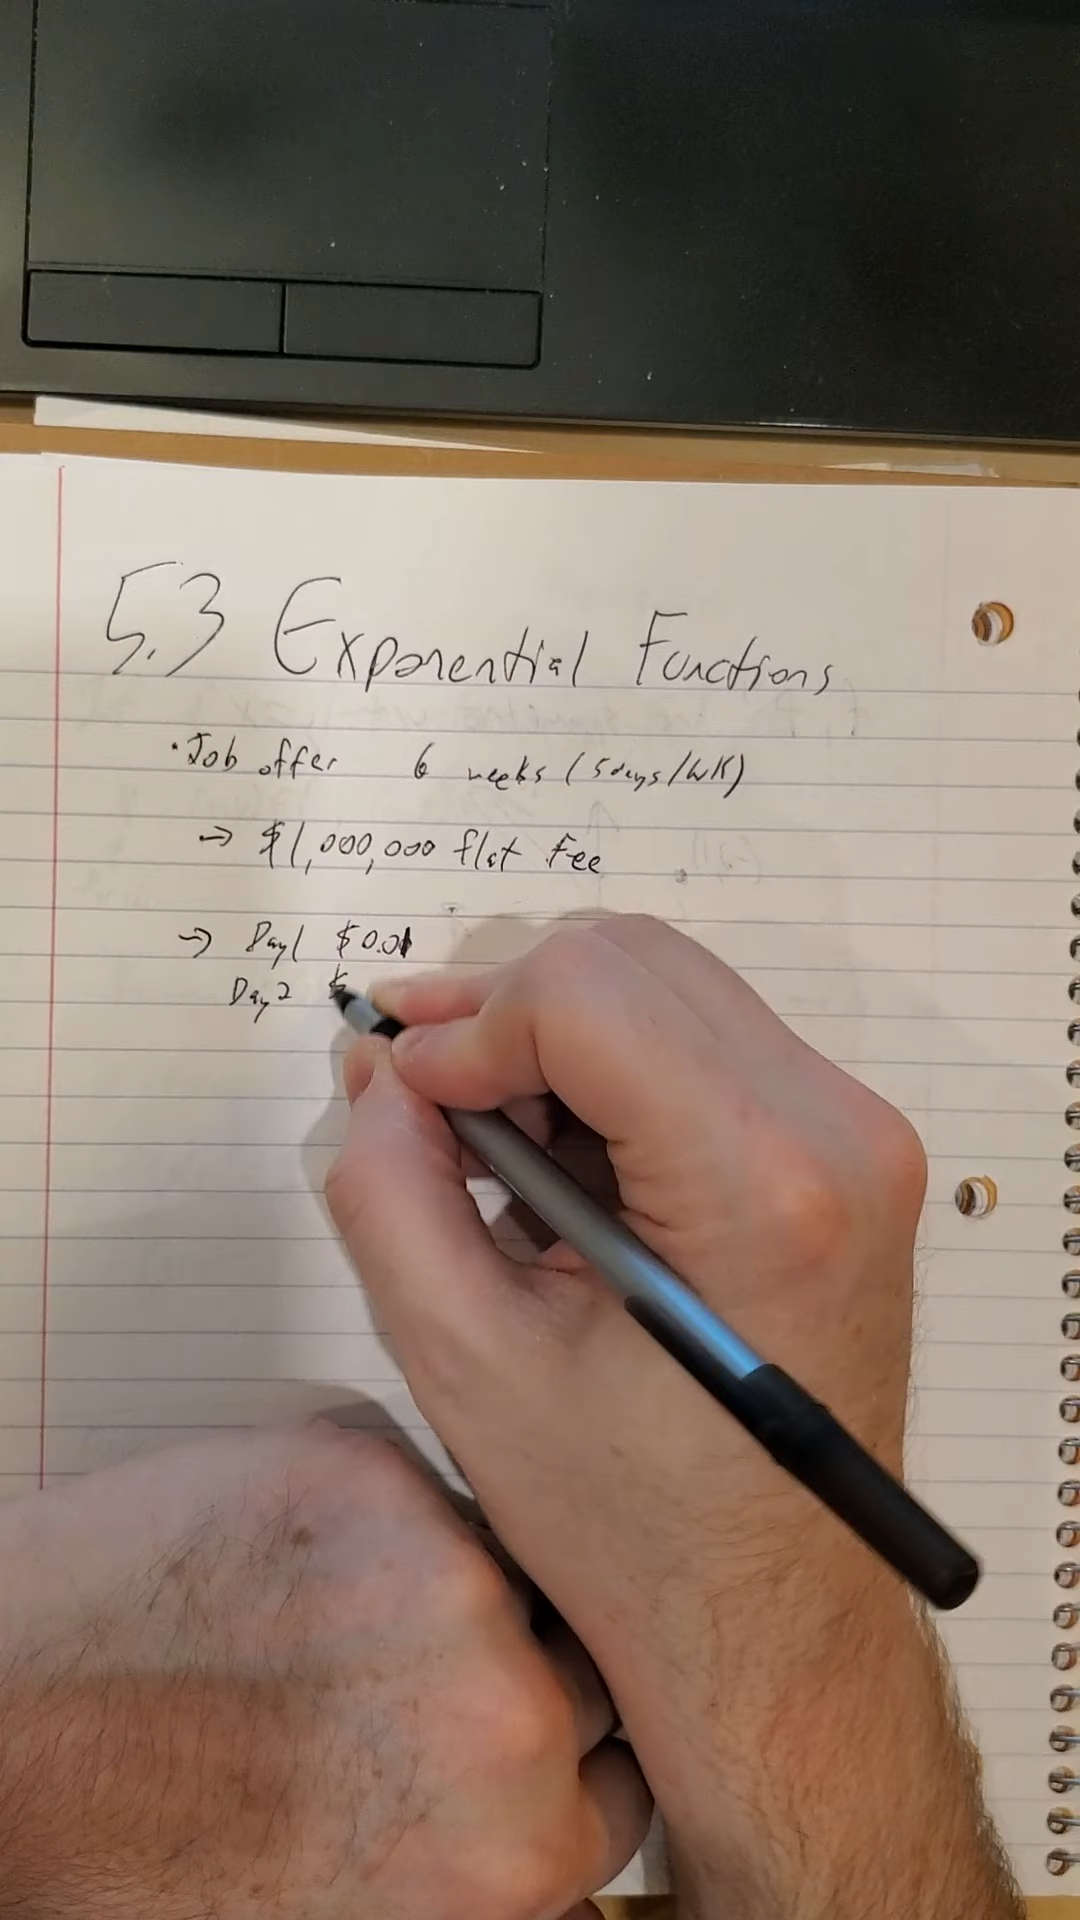 5.3 Exponential Functions
· Job offer 6 weeks (5 days/wk)
→ $1,000,000 flat Fee
→ Day 1 $0.01
Day 2 $